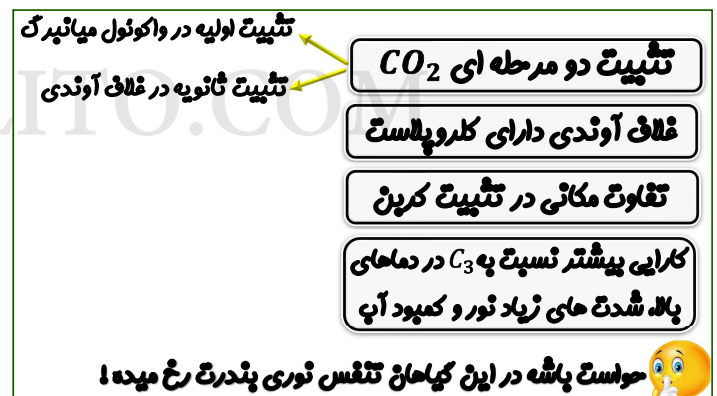 تثبیت دو مرحله ای CO₂
تثبیت اولیه در واکوئول میانبرگ
تثبیت ثانویه در غلاف آوندی
غلاف آوندی دارای کلروپلاست
تفاوت مکانی در تثبیت کربن
کارایی بیشتر نسبت به C₃ در دماهای
بالا، شدت های زیاد نور و کمبود آب
حواست باشه در این گیاهان تنفس نوری بندرت رخ میده!
LITO.COM